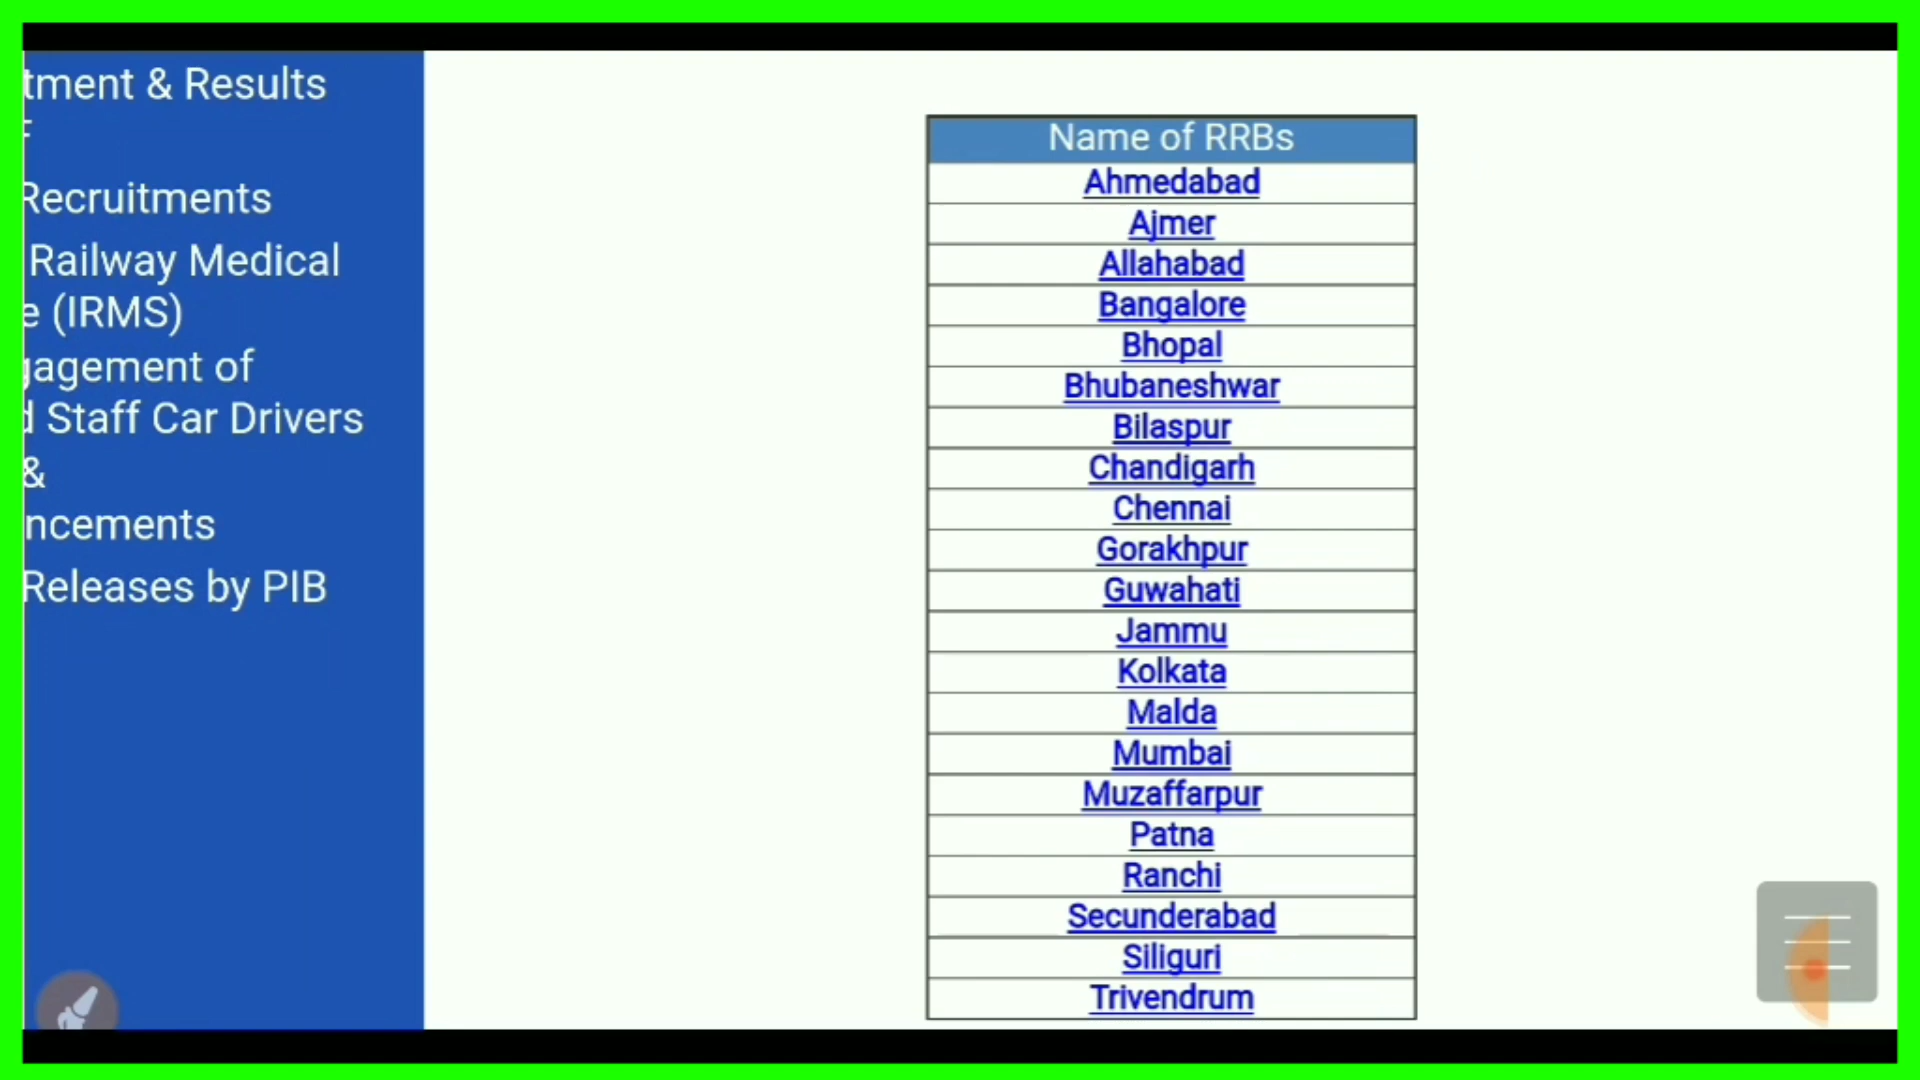 tment & Results
Recruitments
Railway Medical
e (IRMS)
gagement of
d Staff Car Drivers
&
ncements
Releases by PIB
Name of RRBs
Ahmedabad
Ajmer
Allahabad
Bangalore
Bhopal
Bhubaneshwar
Bilaspur
Chandigarh
Chennai
Gorakhpur
Guwahati
Jammu
Kolkata
Malda
Mumbai
Muzaffarpur
Patna
Ranchi
Secunderabad
Siliguri
Trivendrum